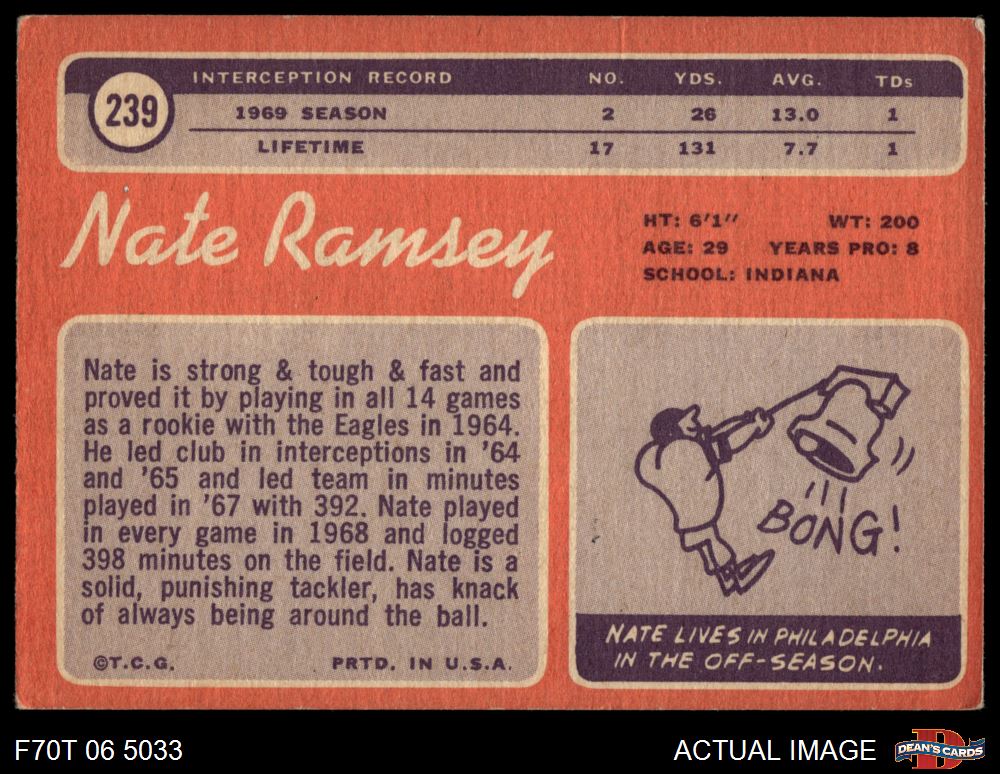 239
INTERCEPTION RECORD NO. YDS. AVG. TDs
1969 SEASON 2 26 13.0 1
LIFETIME 17 131 7.7 1
Nate Ramsey
HT: 6'1" WT: 200
AGE: 29 YEARS PRO: 8
SCHOOL: INDIANA
Nate is strong & tough & fast and
proved it by playing in all 14 games
as a rookie with the Eagles in 1964.
He led club in interceptions in '64
and '65 and led team in minutes
played in '67 with 392. Nate played
in every game in 1968 and logged
398 minutes on the field. Nate is a
solid, punishing tackler, has knack
of always being around the ball.
©T.C.G. PRTD. IN U.S.A.
BONG!
NATE LIVES IN PHILADELPHIA
IN THE OFF-SEASON.
F70T 06 5033 ACTUAL IMAGE
DEAN'S CARDS